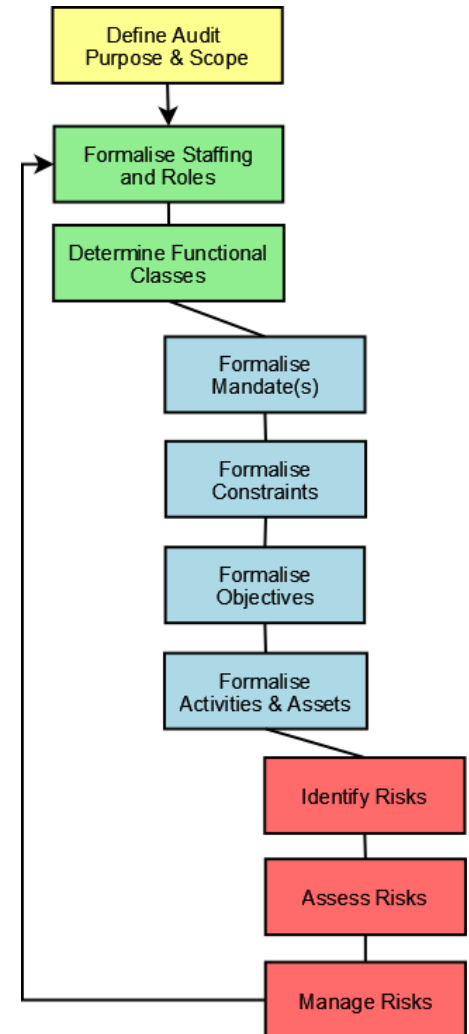 Define Audit
Purpose & Scope
Formalise Staffing
and Roles
Determine Functional
Classes
Formalise
Mandate(s)
Formalise
Constraints
Formalise
Objectives
Formalise
Activities & Assets
Identify Risks
Assess Risks
Manage Risks